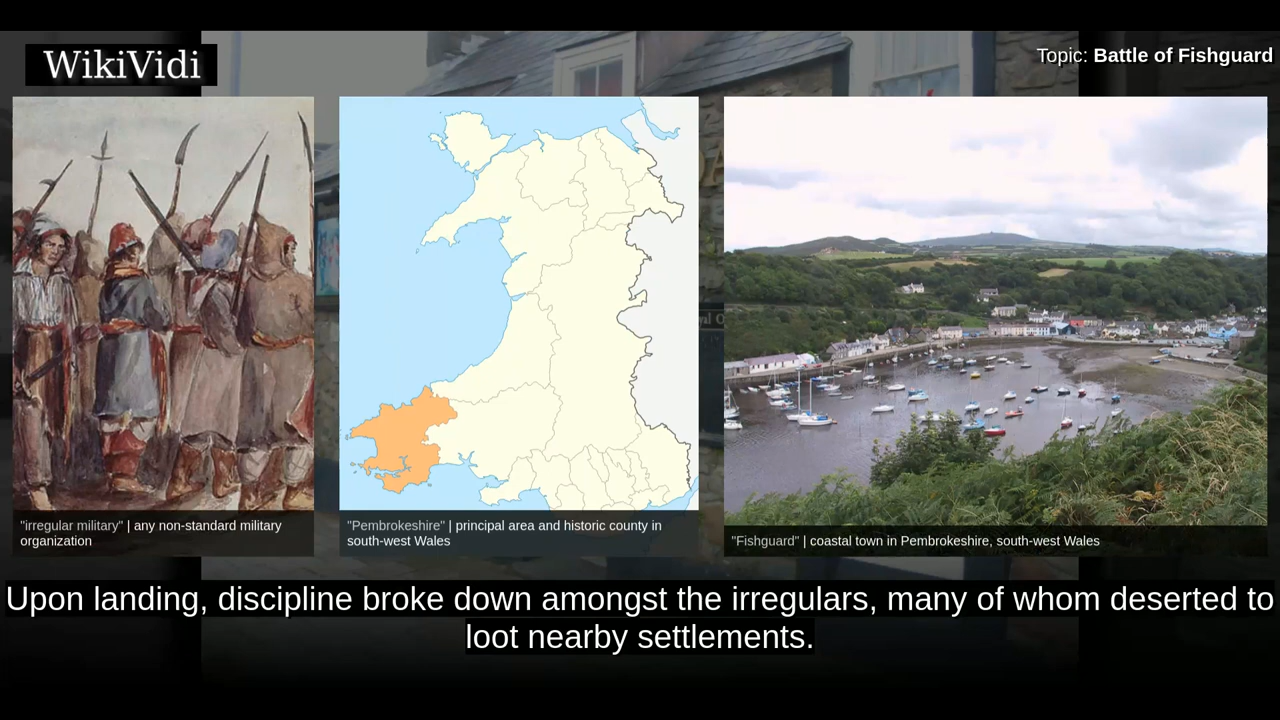 WikiVidi
Topic: Battle of Fishguard
"irregular military" | any non-standard military
organization
"Pembrokeshire" | principal area and historic county in
south-west Wales
"Fishguard" | coastal town in Pembrokeshire, south-west Wales
Upon landing, discipline broke down amongst the irregulars, many of whom deserted to
loot nearby settlements.